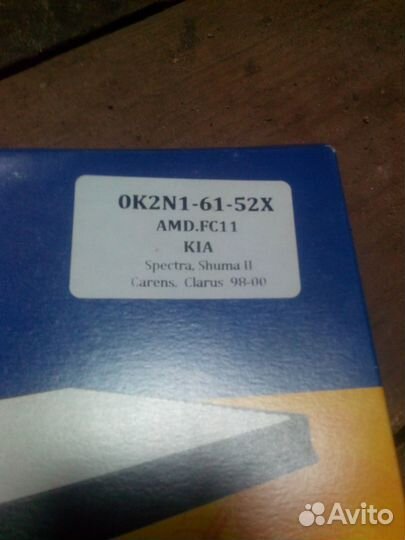 0K2N1-61-52X
AMD.FC11
KIA
Spectra, Shuma II
Carens, Clarus 98-00
Avito